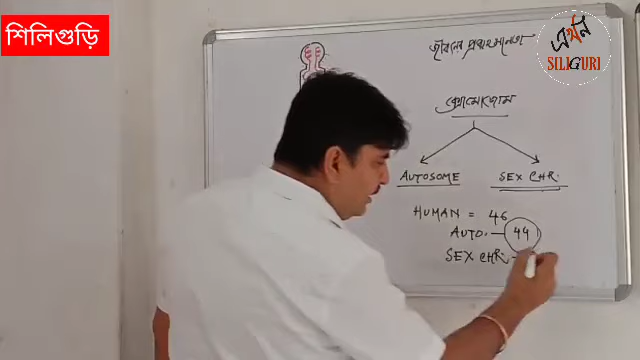 শিলিগুড়ি
এখন
SILIGURI
জীবনের প্রবহমানতা
ক্রোমোজোম
AUTOSOME SEX CHR.
HUMAN = 46
AUTO. — 44
SEX CHR. —